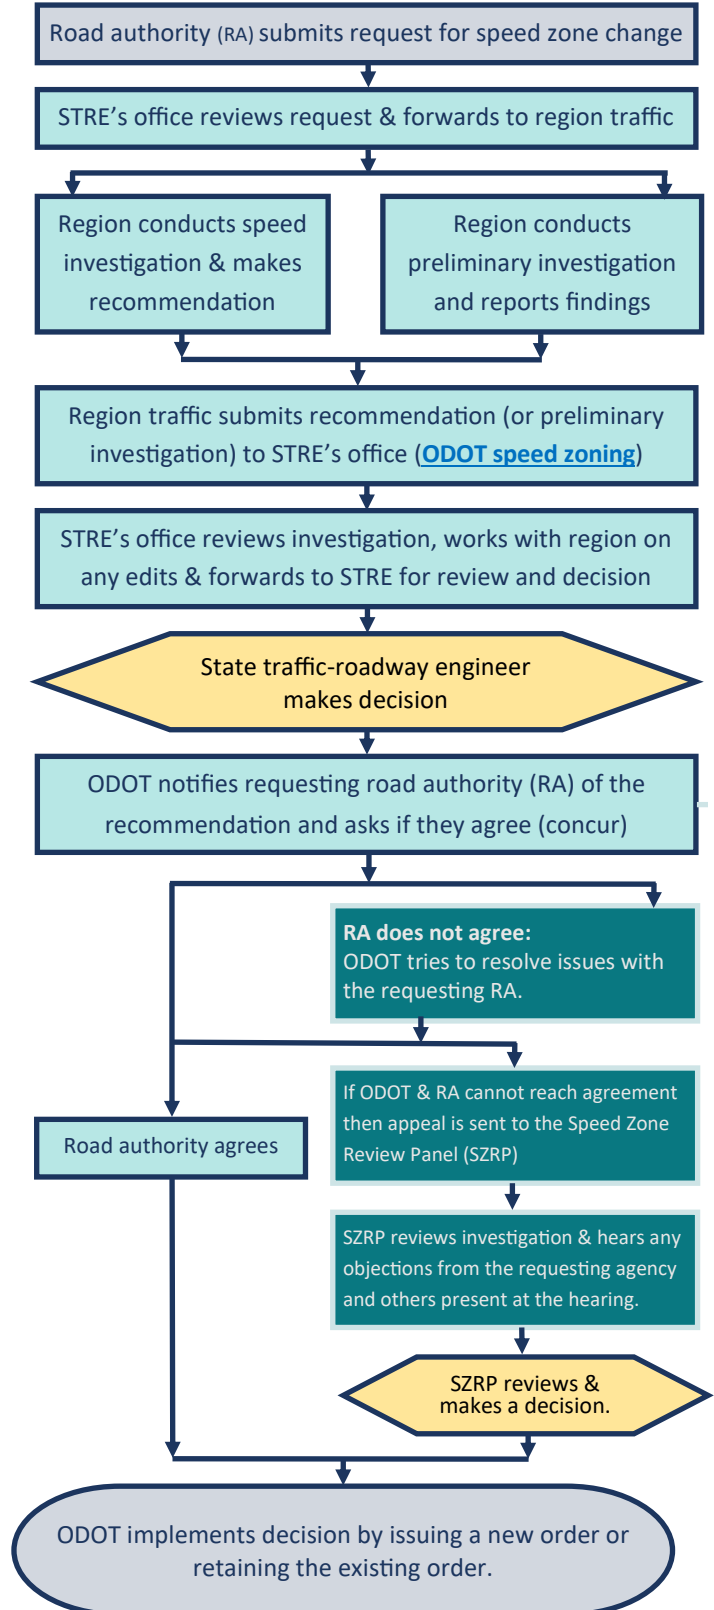 Road authority (RA) submits request for speed zone change
STRE’s office reviews request & forwards to region traffic
Region conducts speed
investigation & makes
recommendation
Region conducts
preliminary investigation
and reports findings
Region traffic submits recommendation (or preliminary
investigation) to STRE’s office (ODOT speed zoning)
STRE’s office reviews investigation, works with region on
any edits & forwards to STRE for review and decision
State traffic-roadway engineer
makes decision
ODOT notifies requesting road authority (RA) of the
recommendation and asks if they agree (concur)
RA does not agree:
ODOT tries to resolve issues with
the requesting RA.
If ODOT & RA cannot reach agreement
then appeal is sent to the Speed Zone
Review Panel (SZRP)
Road authority agrees
SZRP reviews investigation & hears any
objections from the requesting agency
and others present at the hearing.
SZRP reviews &
makes a decision.
ODOT implements decision by issuing a new order or
retaining the existing order.